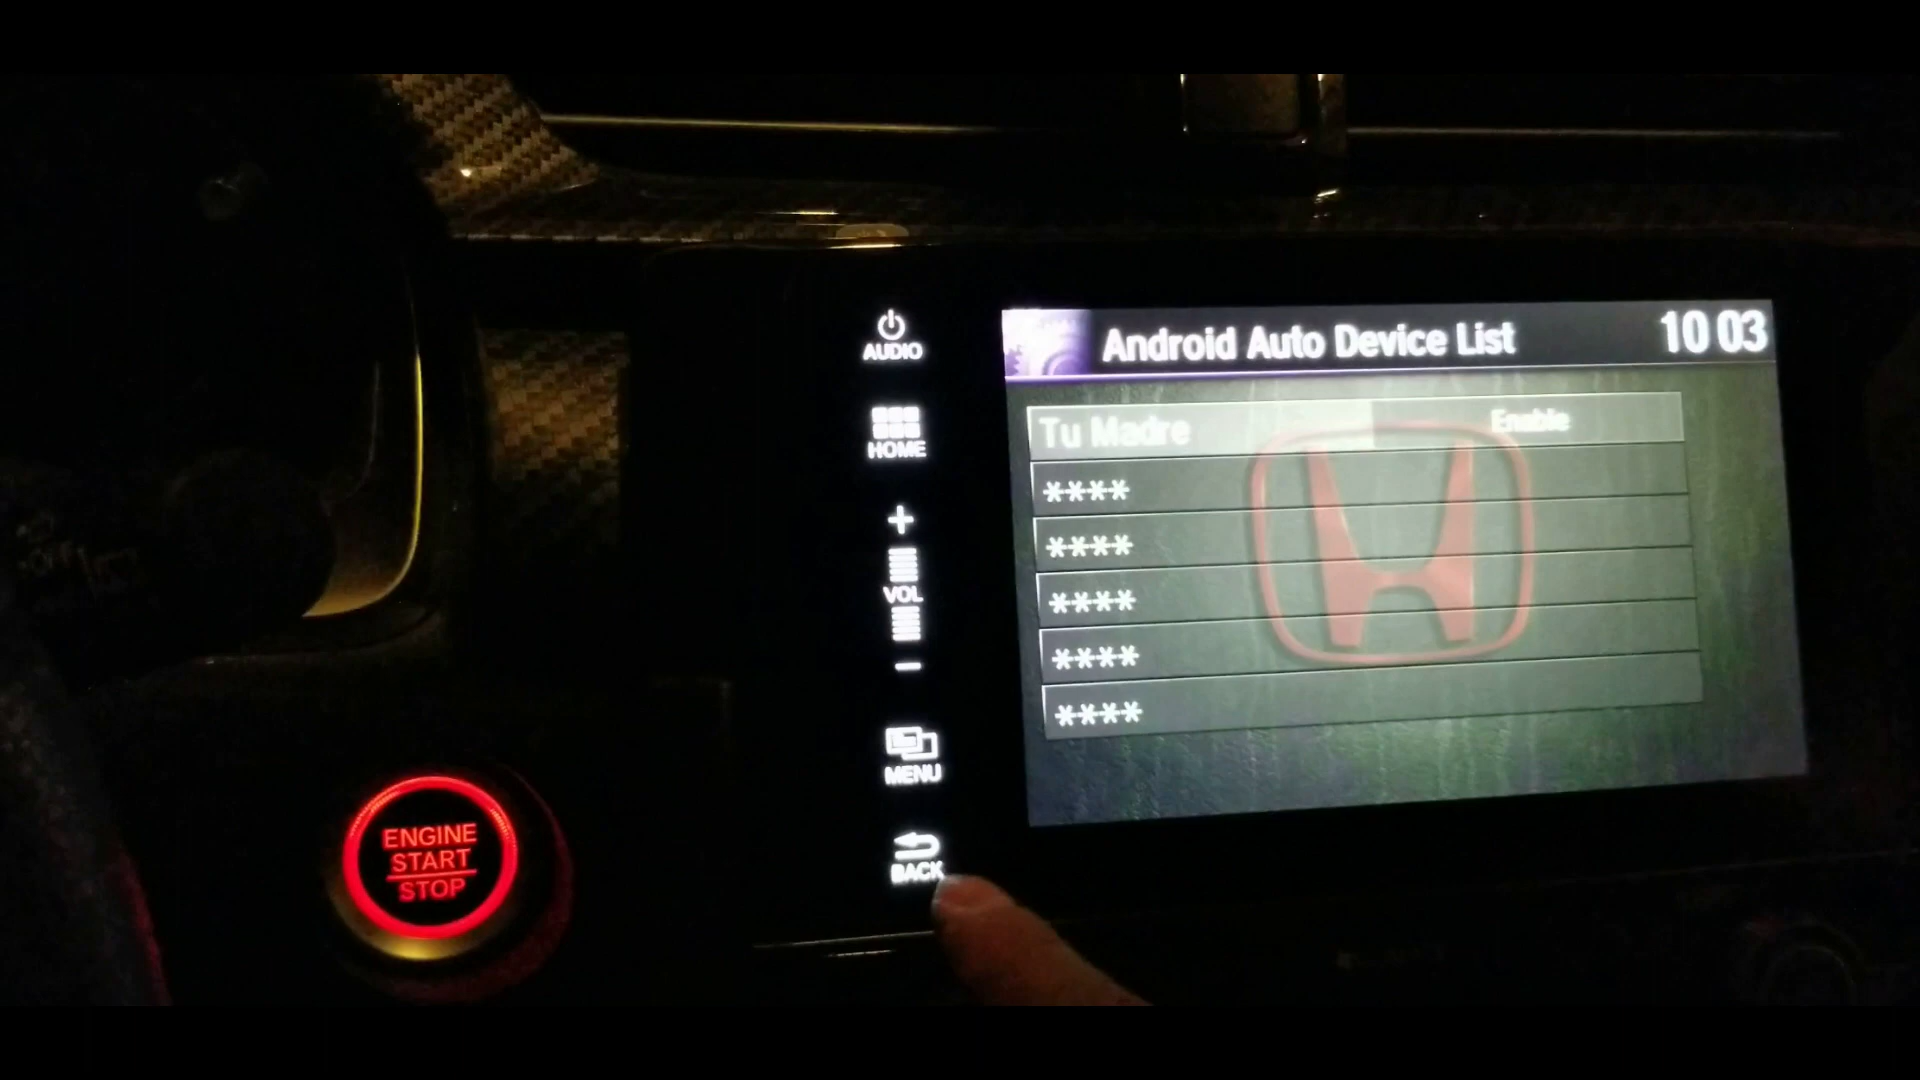 AUDIO
HOME
+
VOL
-
MENU
BACK
Android Auto Device List
10 03
Tu Madre
Enable
****
****
****
****
****
ENGINE
START
STOP